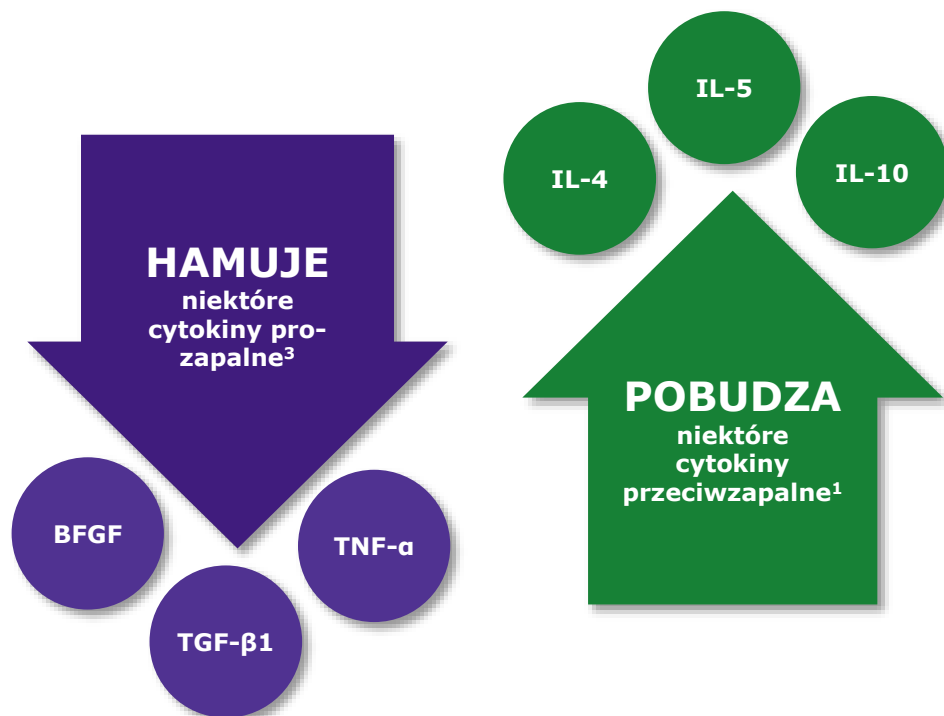 HAMUJE
niektóre
cytokiny pro-
zapalne³
BFGF
TGF-β1
TNF-α
IL-4
IL-5
IL-10
POBUDZA
niektóre
cytokiny
przeciwzapalne¹